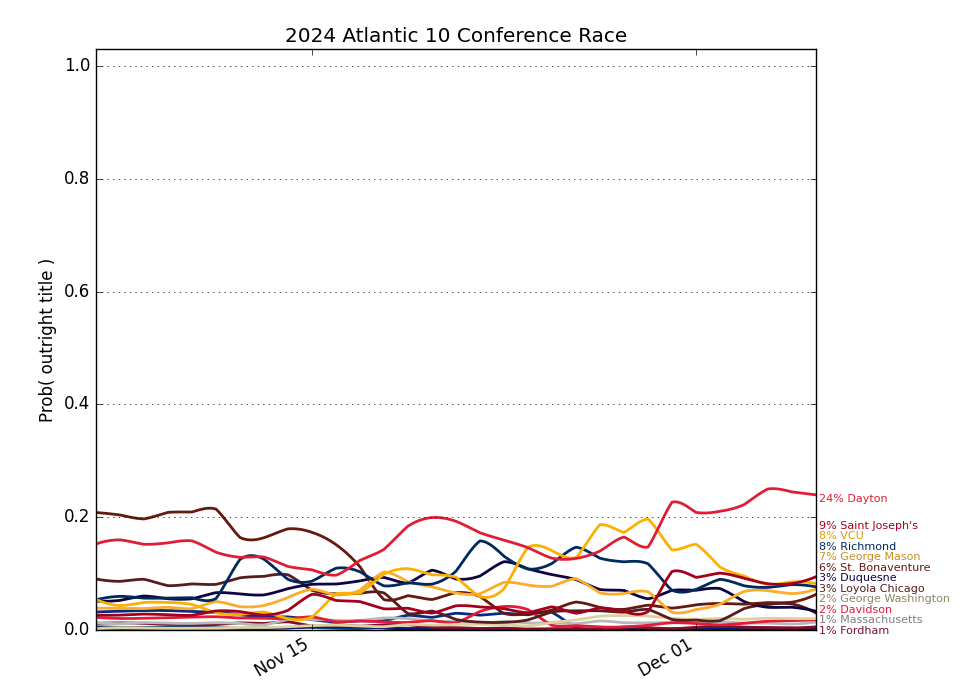 2024 Atlantic 10 Conference Race
Prob( outright title )
1.0
0.8
0.6
0.4
0.2
0.0
Nov 15
Dec 01
24% Dayton
9% Saint Joseph's
8% VCU
8% Richmond
7% George Mason
6% St. Bonaventure
3% Duquesne
3% Loyola Chicago
2% George Washington
2% Davidson
1% Massachusetts
1% Fordham